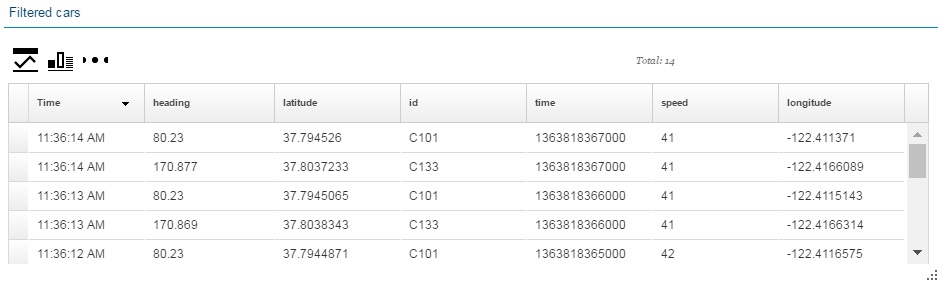 Filtered cars
Total: 14
Time heading latitude id time speed longitude
11:36:14 AM 80.23 37.794526 C101 1363818367000 41 -122.411371
11:36:14 AM 170.877 37.8037233 C133 1363818367000 41 -122.4166089
11:36:13 AM 80.23 37.7945065 C101 1363818366000 41 -122.4115143
11:36:13 AM 170.869 37.8038343 C133 1363818366000 41 -122.4166314
11:36:12 AM 80.23 37.7944871 C101 1363818365000 42 -122.4116575